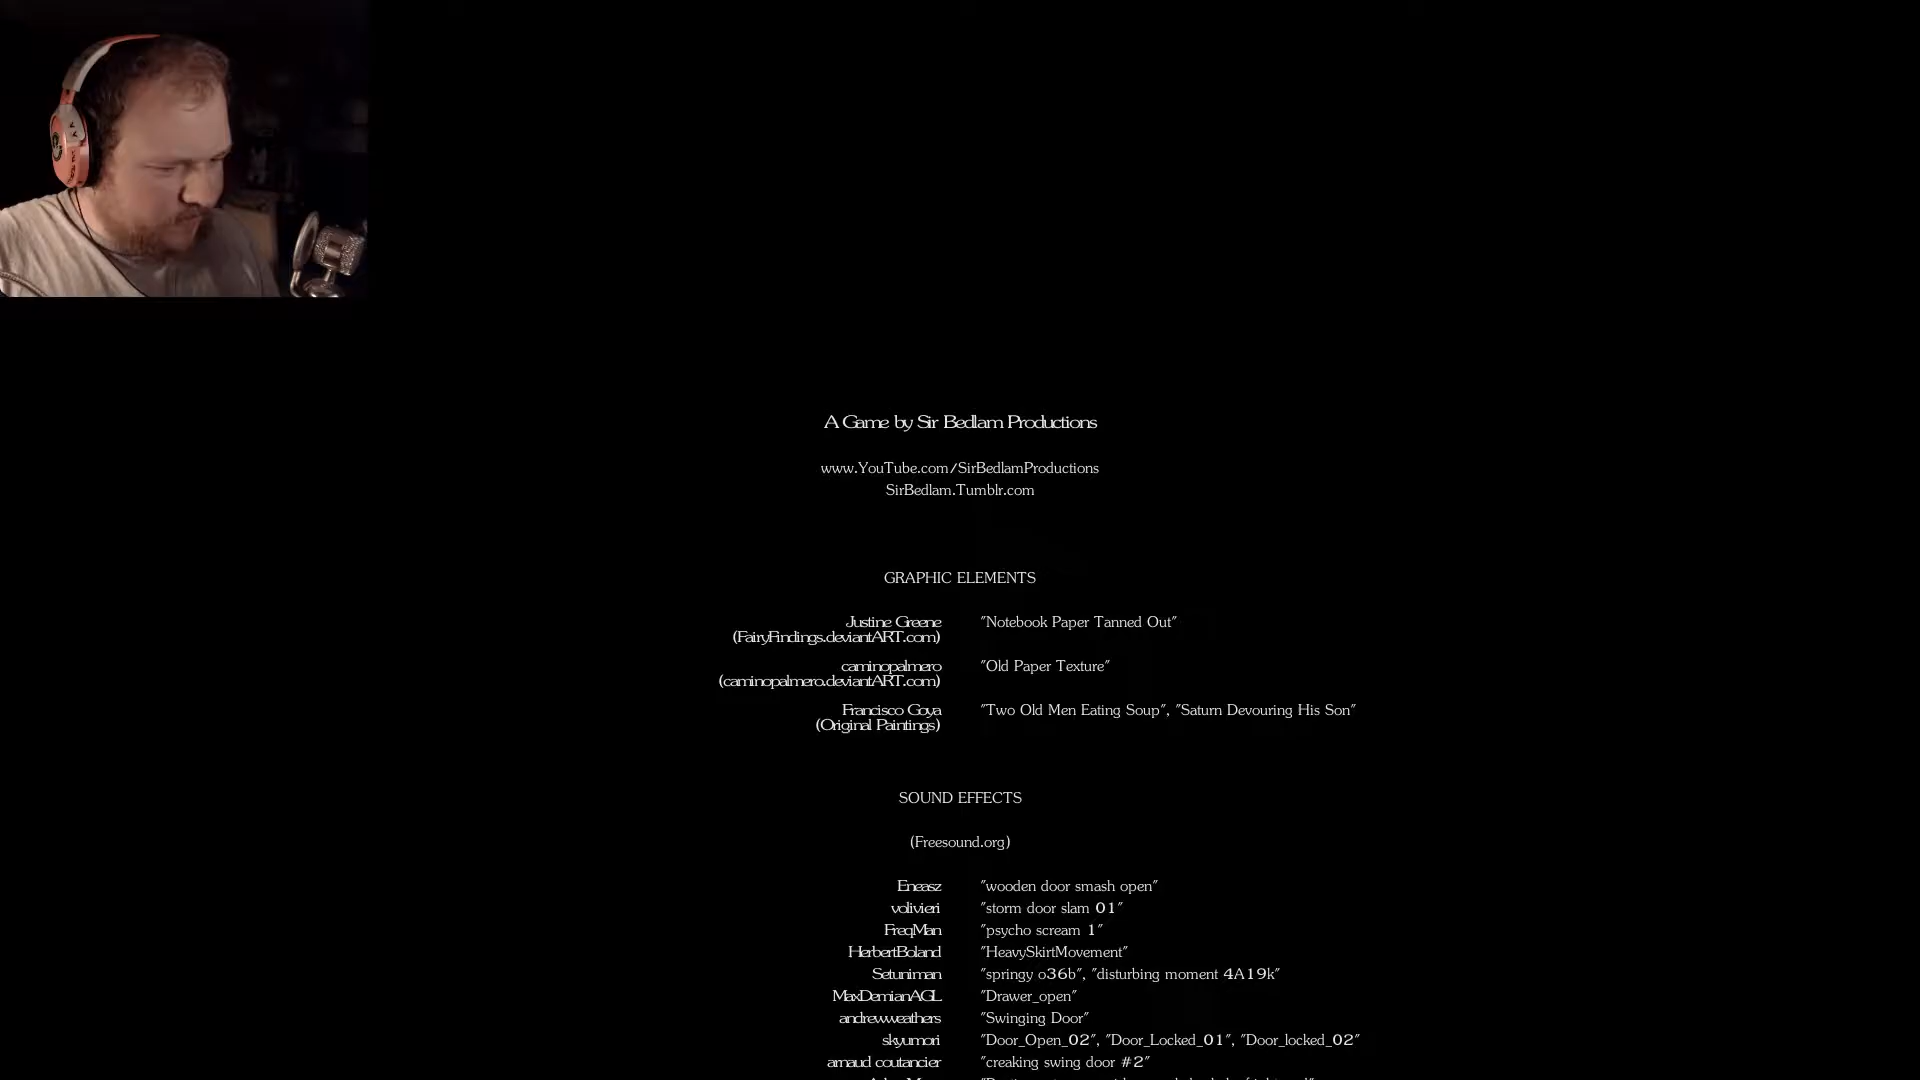 A Game by Sir Bedlam Productions
www.YouTube.com/SirBedlamProductions
SirBedlam.Tumblr.com
GRAPHIC ELEMENTS
Justine Greene "Notebook Paper Tanned Out"
(FairyFindings.deviantART.com)
caminopalmero "Old Paper Texture"
(caminopalmero.deviantART.com)
Francisco Goya "Two Old Men Eating Soup", "Saturn Devouring His Son"
(Original Paintings)
SOUND EFFECTS
(Freesound.org)
Eneasz "wooden door smash open"
volivieri "storm door slam 01"
FreqMan "psycho scream 1"
HerbertBoland "HeavySkirtMovement"
Setuniman "springy o36b", "disturbing moment 4A19k"
MaxDemianAGL "Drawer_open"
andrewweathers "Swinging Door"
skyumori "Door_Open_02", "Door_Locked_01", "Door_locked_02"
arnaud coutancier "creaking swing door #2"